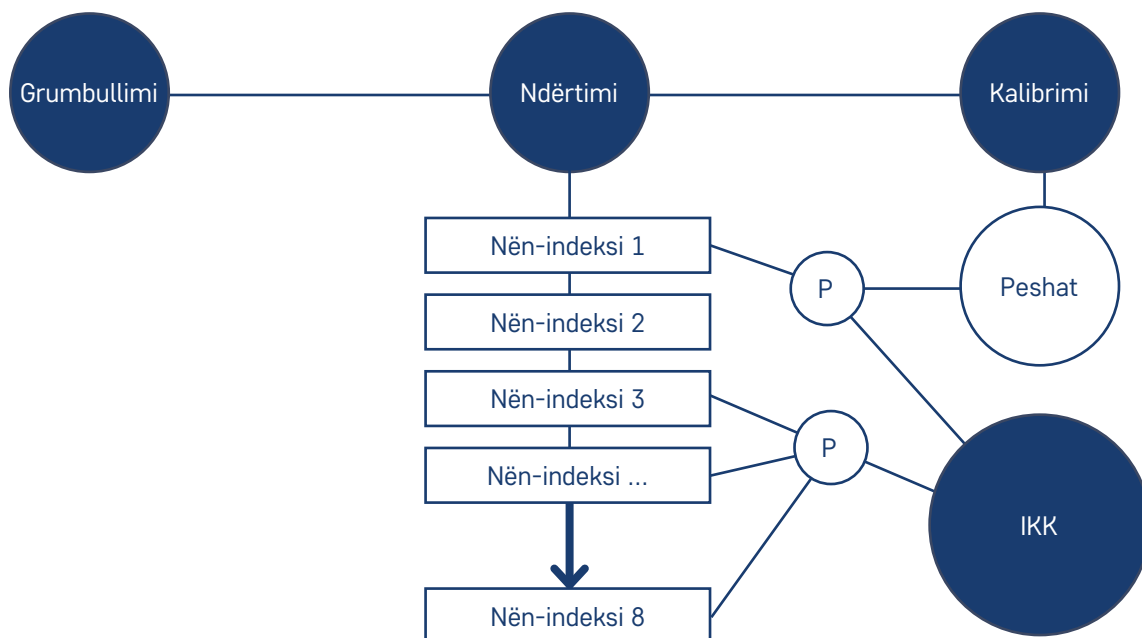 Grumbullimi
Ndërtimi
Kalibrimi
Nën-indeksi 1
P
Peshat
Nën-indeksi 2
Nën-indeksi 3
P
Nën-indeksi ...
IKK
Nën-indeksi 8